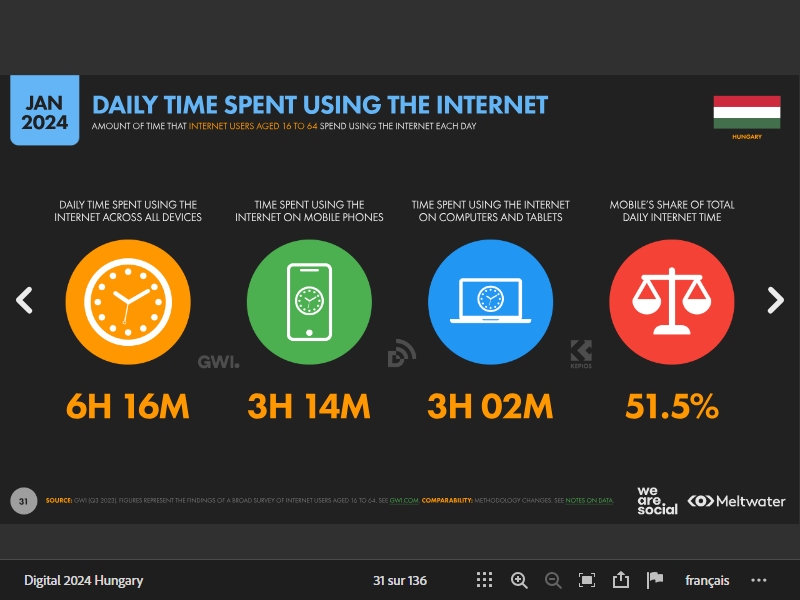 JAN
2024
DAILY TIME SPENT USING THE INTERNET
AMOUNT OF TIME THAT INTERNET USERS AGED 16 TO 64 SPEND USING THE INTERNET EACH DAY
HUNGARY
DAILY TIME SPENT USING THE
INTERNET ACROSS ALL DEVICES
TIME SPENT USING THE
INTERNET ON MOBILE PHONES
TIME SPENT USING THE INTERNET
ON COMPUTERS AND TABLETS
MOBILE'S SHARE OF TOTAL
DAILY INTERNET TIME
GWI.
KEPIOS
6H 16M
3H 14M
3H 02M
51.5%
31
SOURCE: GWI (Q3 2023). FIGURES REPRESENT THE FINDINGS OF A BROAD SURVEY OF INTERNET USERS AGED 16 TO 64. SEE GWI.COM. COMPARABILITY: METHODOLOGY CHANGES. SEE NOTES ON DATA.
we
are.
social
Meltwater
Digital 2024 Hungary
31 sur 136
français